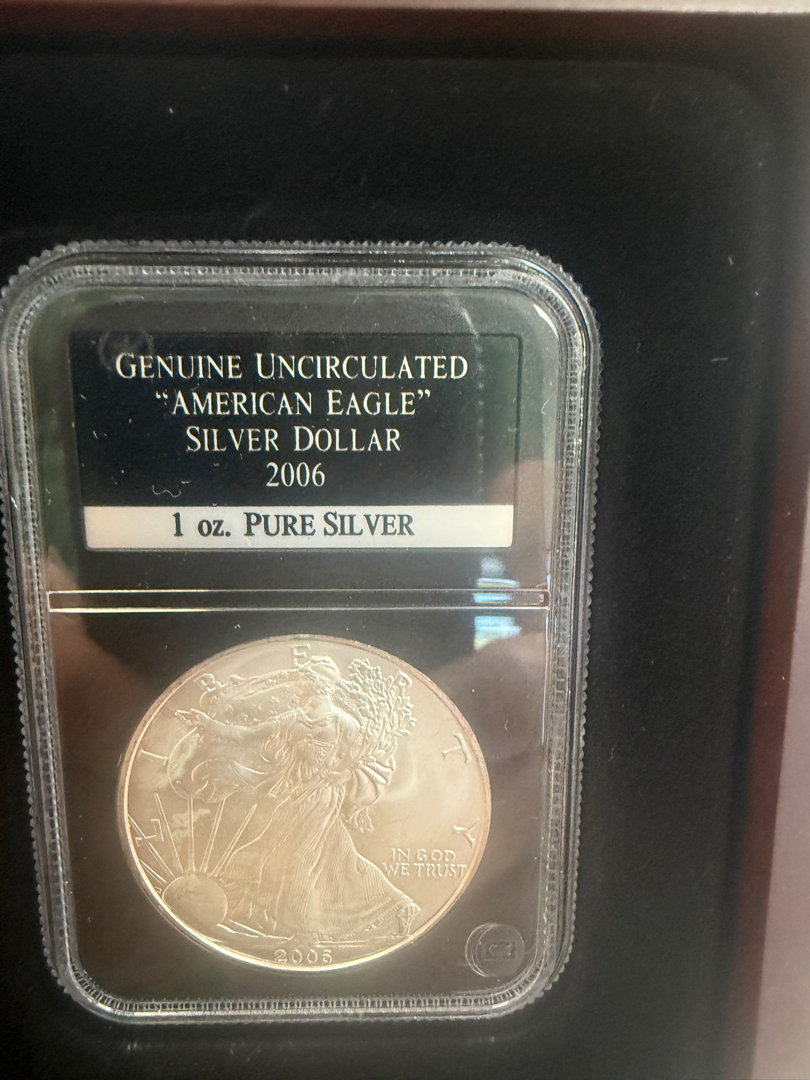 GENUINE UNCIRCULATED
"AMERICAN EAGLE"
SILVER DOLLAR
2006
1 oz. PURE SILVER
LIBERTY
IN GOD
WE TRUST
2006